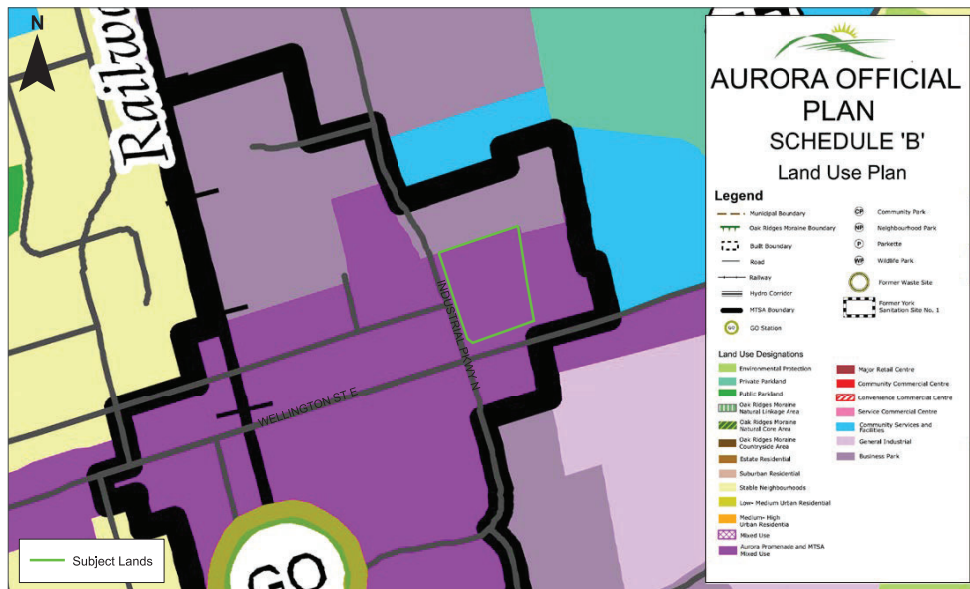 N
Railw
INDUSTRIAL PKWY N
WELLINGTON ST E
GO
Subject Lands
AURORA OFFICIAL
PLAN
SCHEDULE 'B'
Land Use Plan
Legend
Municipal Boundary
Oak Ridges Moraine Boundary
Built Boundary
Road
Railway
Hydro Corridor
MTSA Boundary
GO
GO Station
CP
Community Park
NP
Neighbourhood Park
P
Parkette
WP
Wildlife Park
Former Waste Site
Former York
Sanitation Site No. 1
Land Use Designations
Environmental Protection
Private Parkland
Public Parkland
Oak Ridges Moraine
Natural Linkage Area
Oak Ridges Moraine
Natural Core Area
Oak Ridges Moraine
Countryside Area
Estate Residential
Suburban Residential
Stable Neighbourhoods
Low- Medium Urban Residential
Medium- High
Urban Residentia
Mixed Use
Aurora Promenade and MTSA
Mixed Use
Major Retail Centre
Community Commercial Centre
Convenience Commercial Centre
Service Commercial Centre
Community Services and
Facilities
General Industrial
Business Park